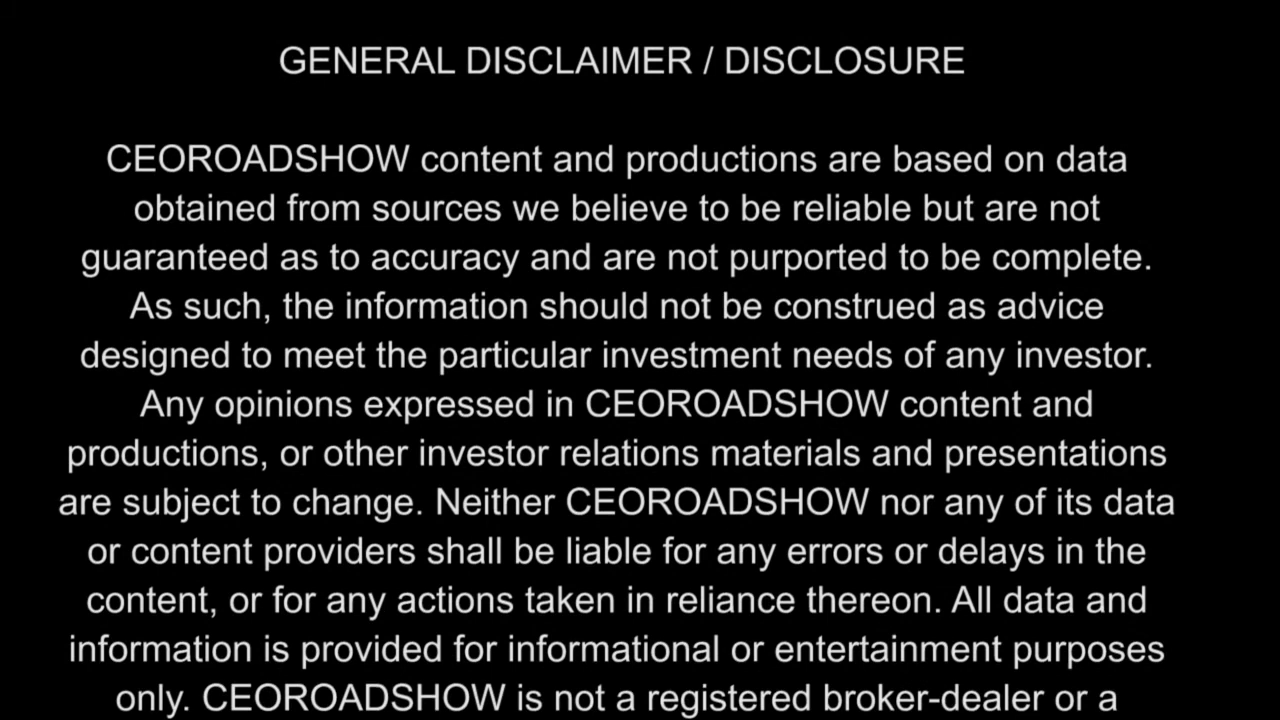 GENERAL DISCLAIMER / DISCLOSURE
CEOROADSHOW content and productions are based on data
obtained from sources we believe to be reliable but are not
guaranteed as to accuracy and are not purported to be complete.
As such, the information should not be construed as advice
designed to meet the particular investment needs of any investor.
Any opinions expressed in CEOROADSHOW content and
productions, or other investor relations materials and presentations
are subject to change. Neither CEOROADSHOW nor any of its data
or content providers shall be liable for any errors or delays in the
content, or for any actions taken in reliance thereon. All data and
information is provided for informational or entertainment purposes
only. CEOROADSHOW is not a registered broker-dealer or a